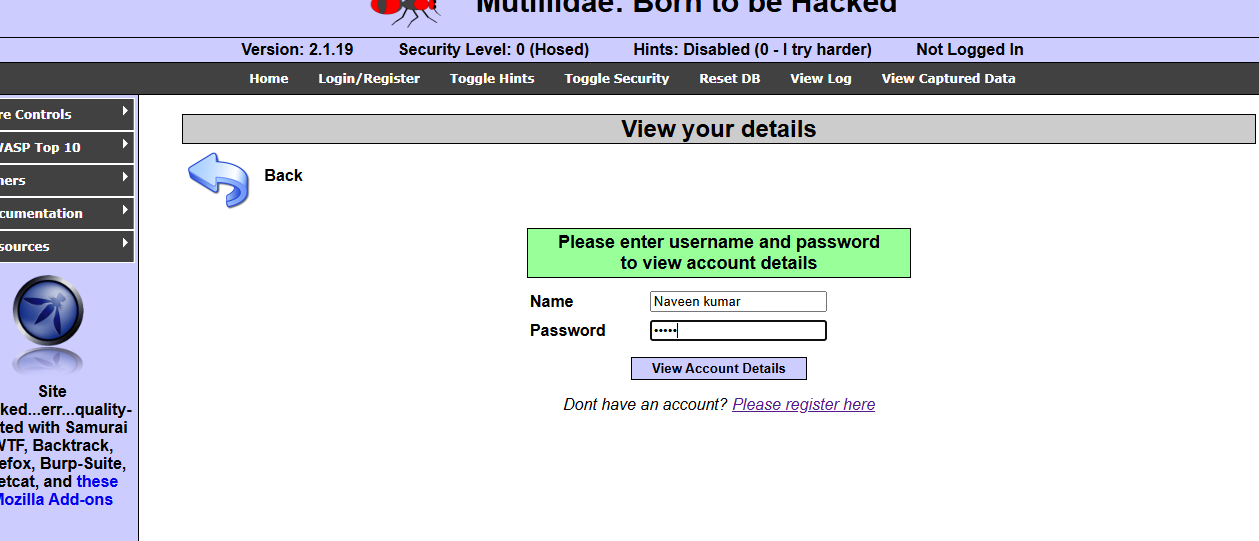 Mutillidae: Born to be Hacked
Version: 2.1.19 Security Level: 0 (Hosed) Hints: Disabled (0 - I try harder) Not Logged In
Home Login/Register Toggle Hints Toggle Security Reset DB View Log View Captured Data
re Controls
WASP Top 10
hers
cumentation
sources
View your details
Back
Please enter username and password
to view account details
Name Naveen kumar
Password •••••
View Account Details
Dont have an account? Please register here
Site
ked...err...quality-
ted with Samurai
WTF, Backtrack,
efox, Burp-Suite,
etcat, and these
Mozilla Add-ons